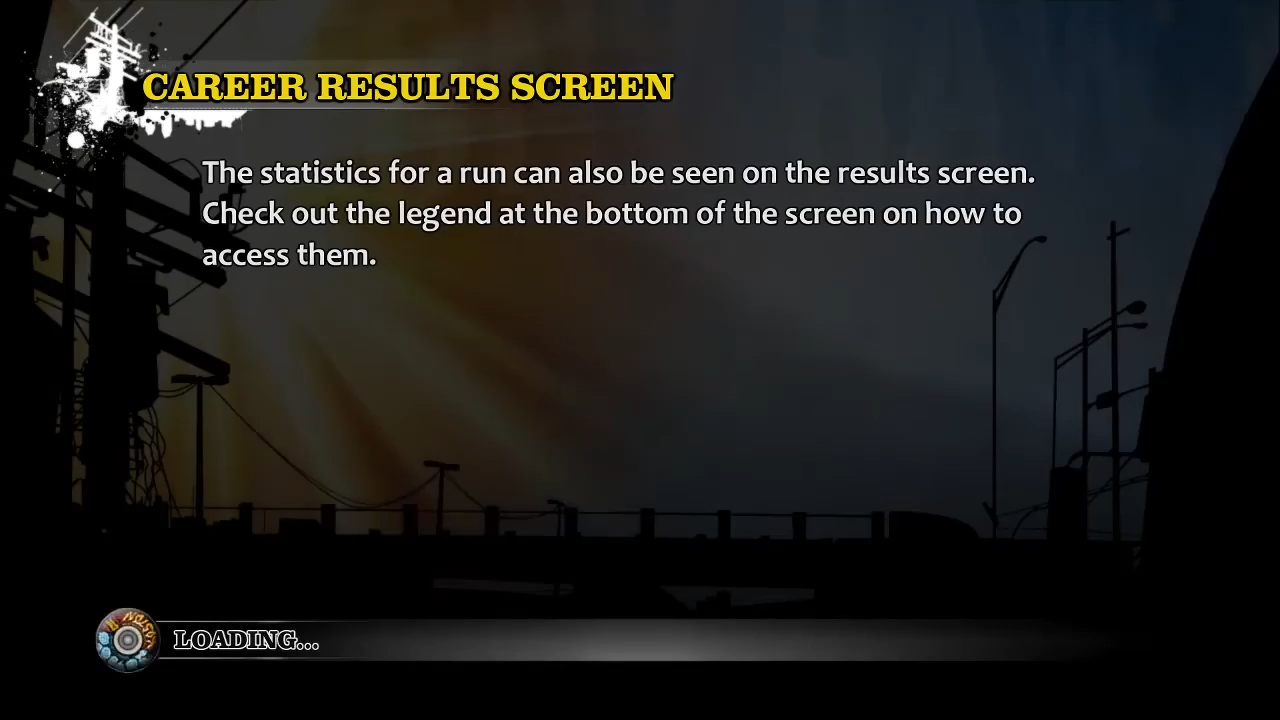 CAREER RESULTS SCREEN
The statistics for a run can also be seen on the results screen.
Check out the legend at the bottom of the screen on how to
access them.
LOADING...